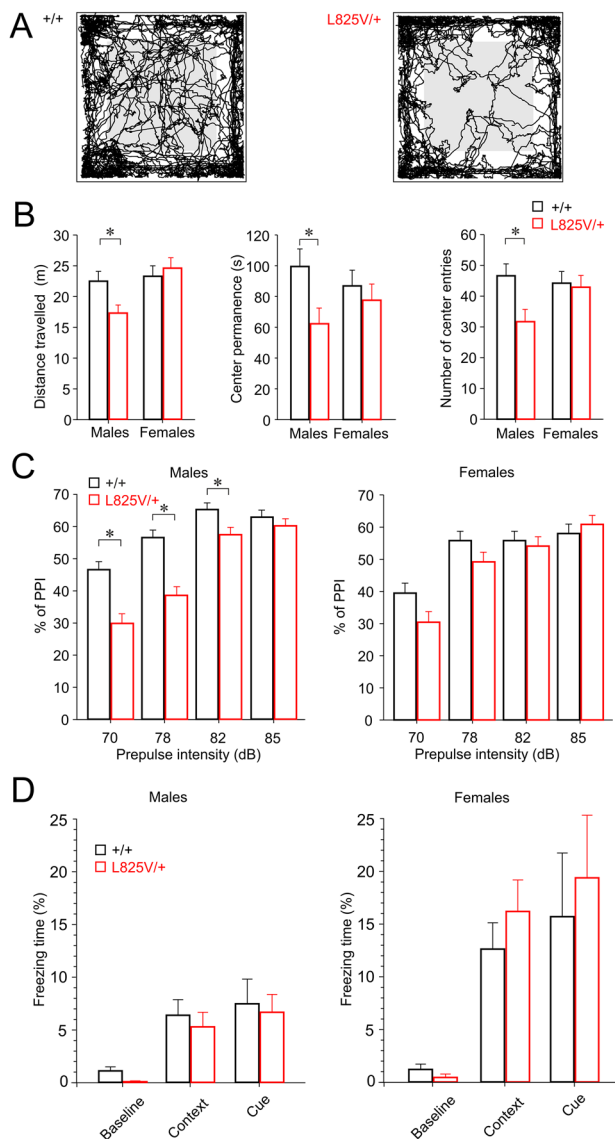 A +/+ L825V/+
B +/+
L825V/+
Distance travelled (m)
30
25
20
15
10
5
0
*
Males Females
Center permanence (s)
120
100
80
60
40
20
0
*
Males Females
Number of center entries
60
50
40
30
20
10
0
*
Males Females
C Males
+/+
L825V/+
% of PPI
70
60
50
40
30
20
10
0
* * *
70 78 82 85
Prepulse intensity (dB)
Females
% of PPI
70
60
50
40
30
20
10
0
70 78 82 85
Prepulse intensity (dB)
D Males
+/+
L825V/+
Freezing time (%)
25
20
15
10
5
0
Baseline Context Cue
Females
Freezing time (%)
25
20
15
10
5
0
Baseline Context Cue